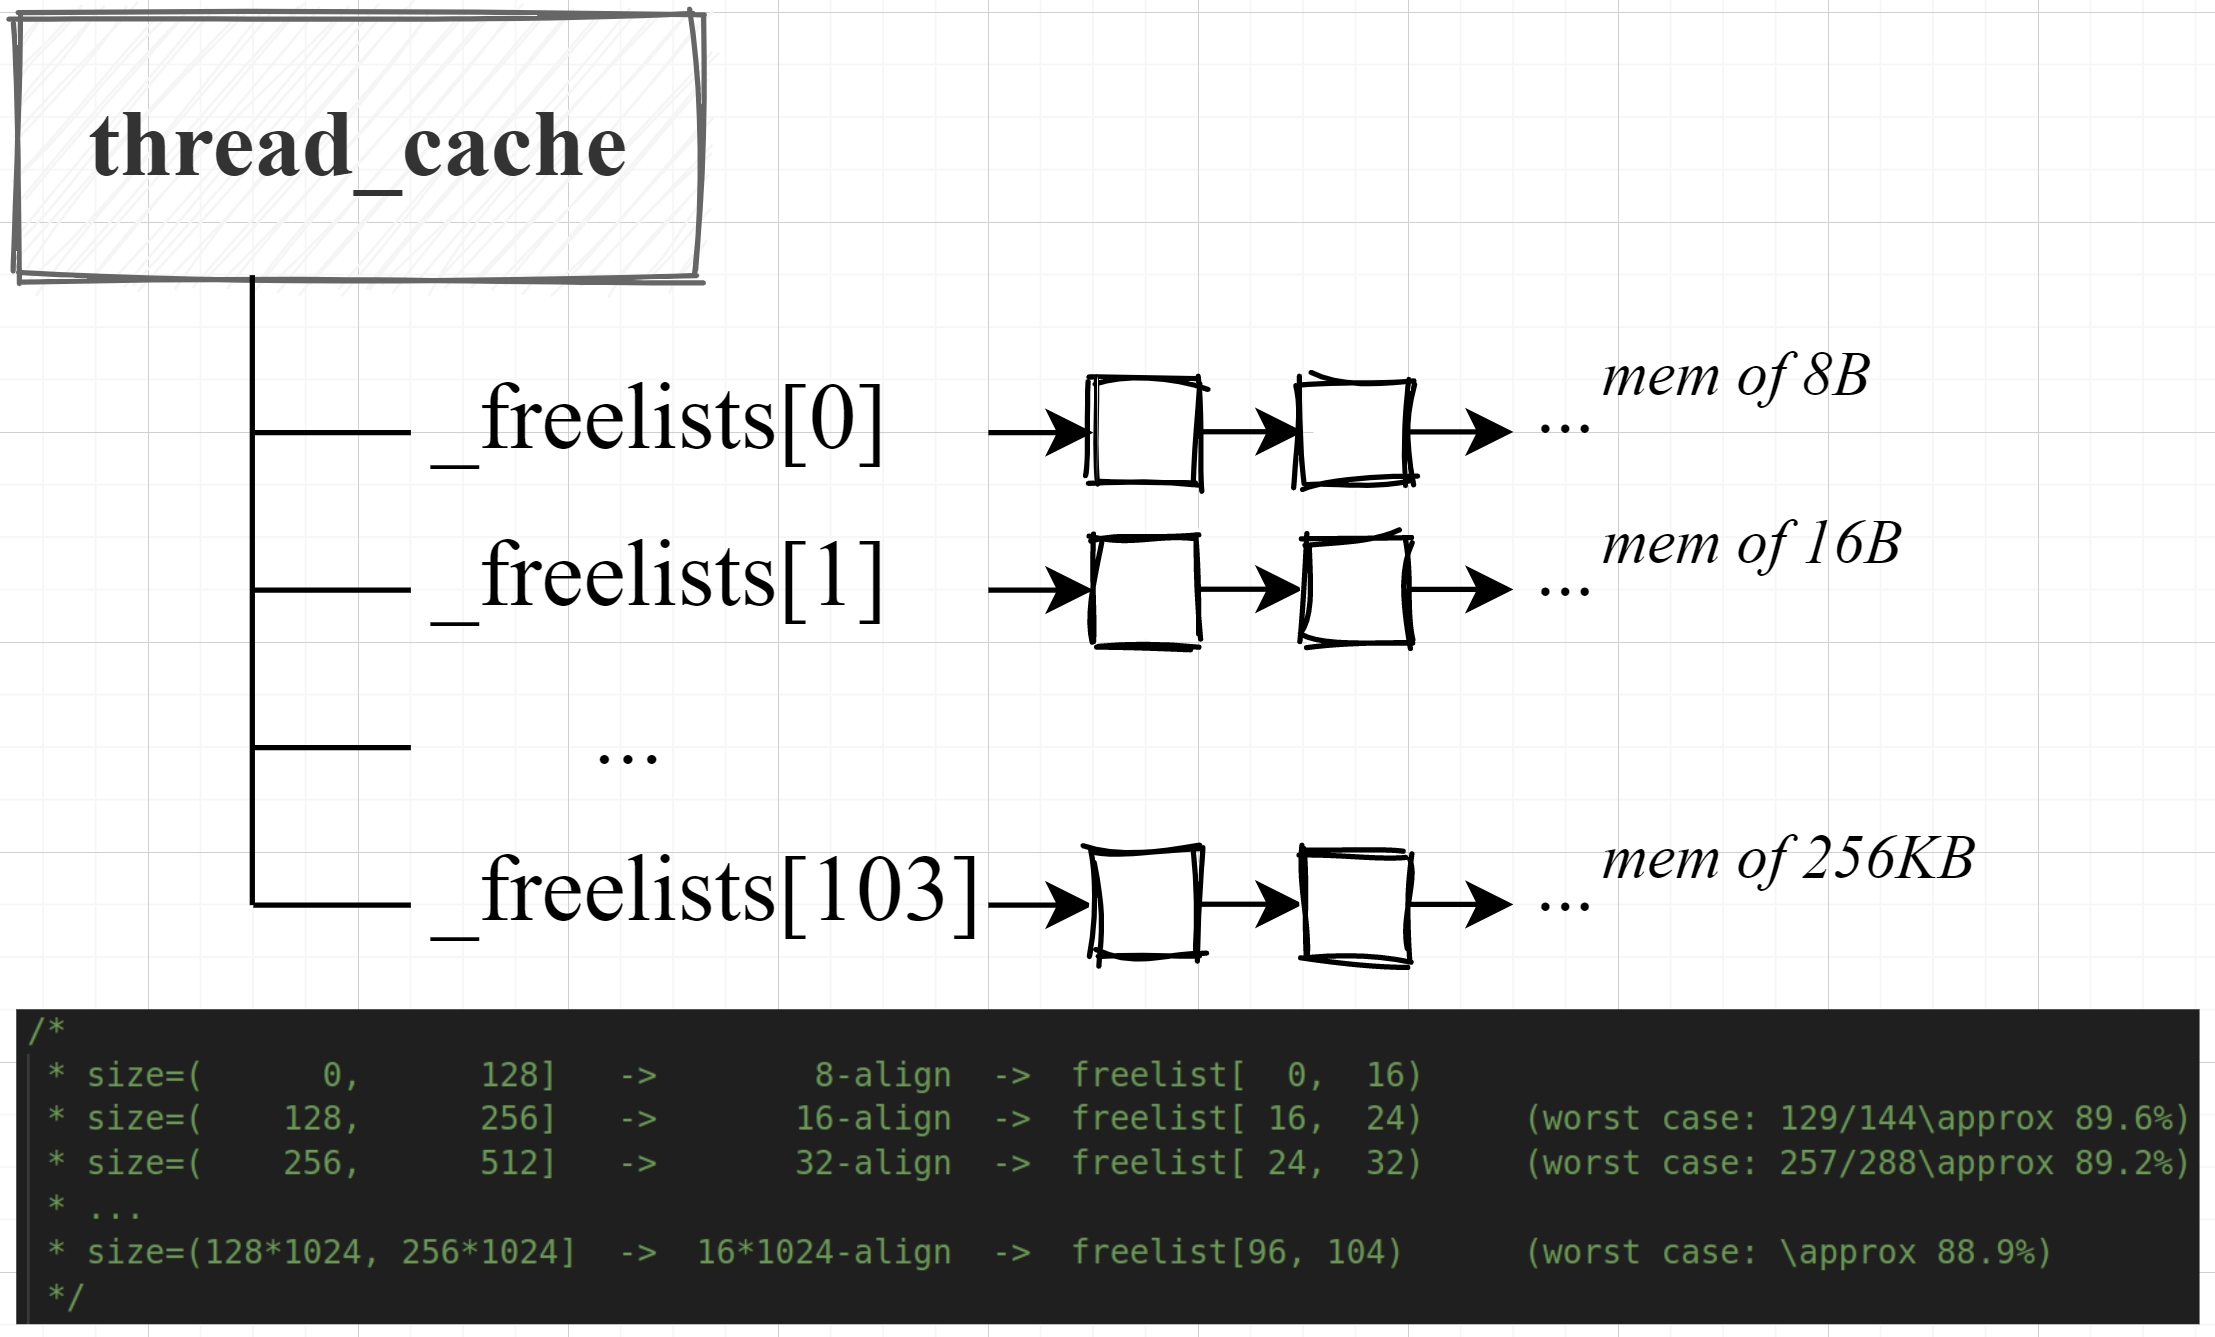 thread_cache
_freelists[0] ... mem of 8B
_freelists[1] ... mem of 16B
...
_freelists[103] ... mem of 256KB
/*
* size=(      0,      128]   ->        8-align  ->  freelist[  0,  16)
* size=(    128,      256]   ->       16-align  ->  freelist[ 16,  24)     (worst case: 129/144\approx 89.6%)
* size=(    256,      512]   ->       32-align  ->  freelist[ 24,  32)     (worst case: 257/288\approx 89.2%)
* ...
* size=(128*1024, 256*1024]  ->  16*1024-align  ->  freelist[96, 104)      (worst case: \approx 88.9%)
*/